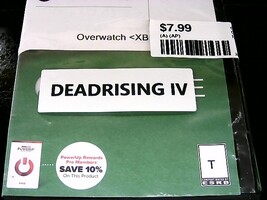 $7.99
(A) (AP)
Overwatch <XB
DEADRISING IV
E
PowerUp Rewards
Pro Members
SAVE 10%
On This Product
T
ESRB